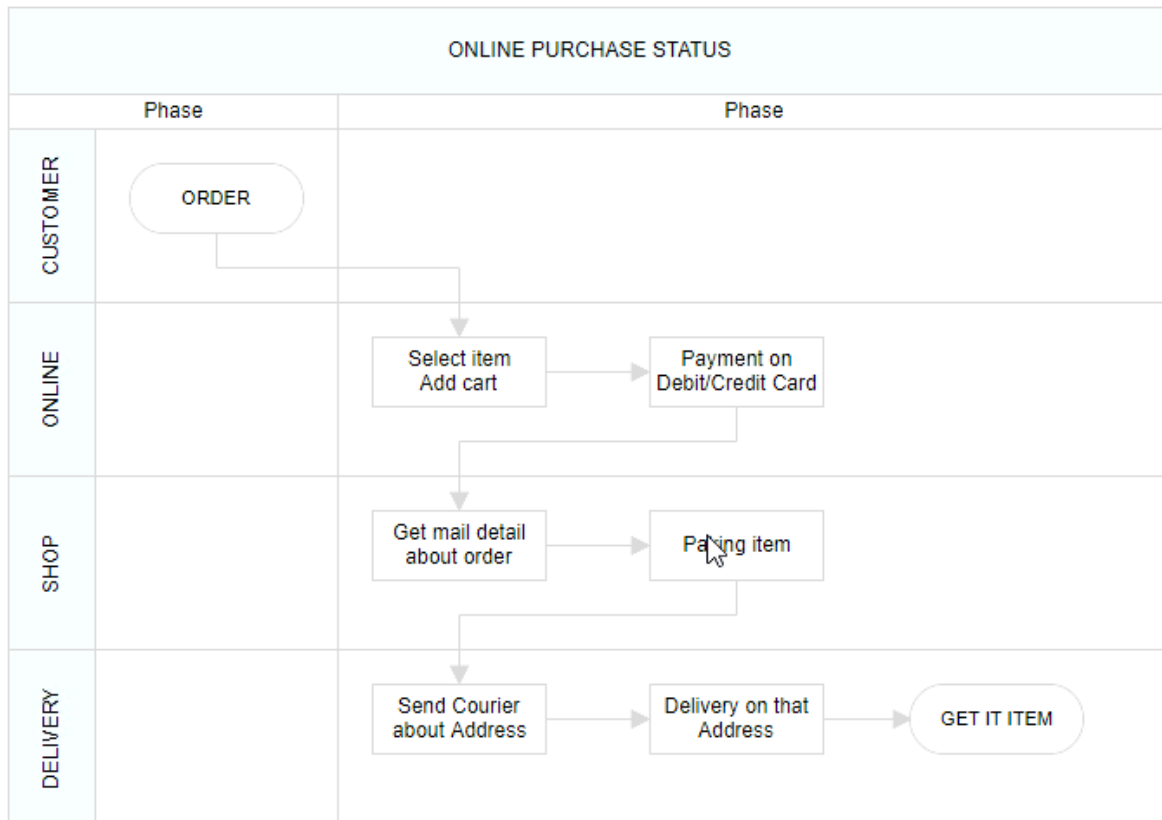 ONLINE PURCHASE STATUS
Phase
Phase
CUSTOMER
ORDER
ONLINE
Select item
Add cart
Payment on
Debit/Credit Card
SHOP
Get mail detail
about order
item
DELIVERY
Send Courier
about Address
Delivery on that
Address
GET IT ITEM